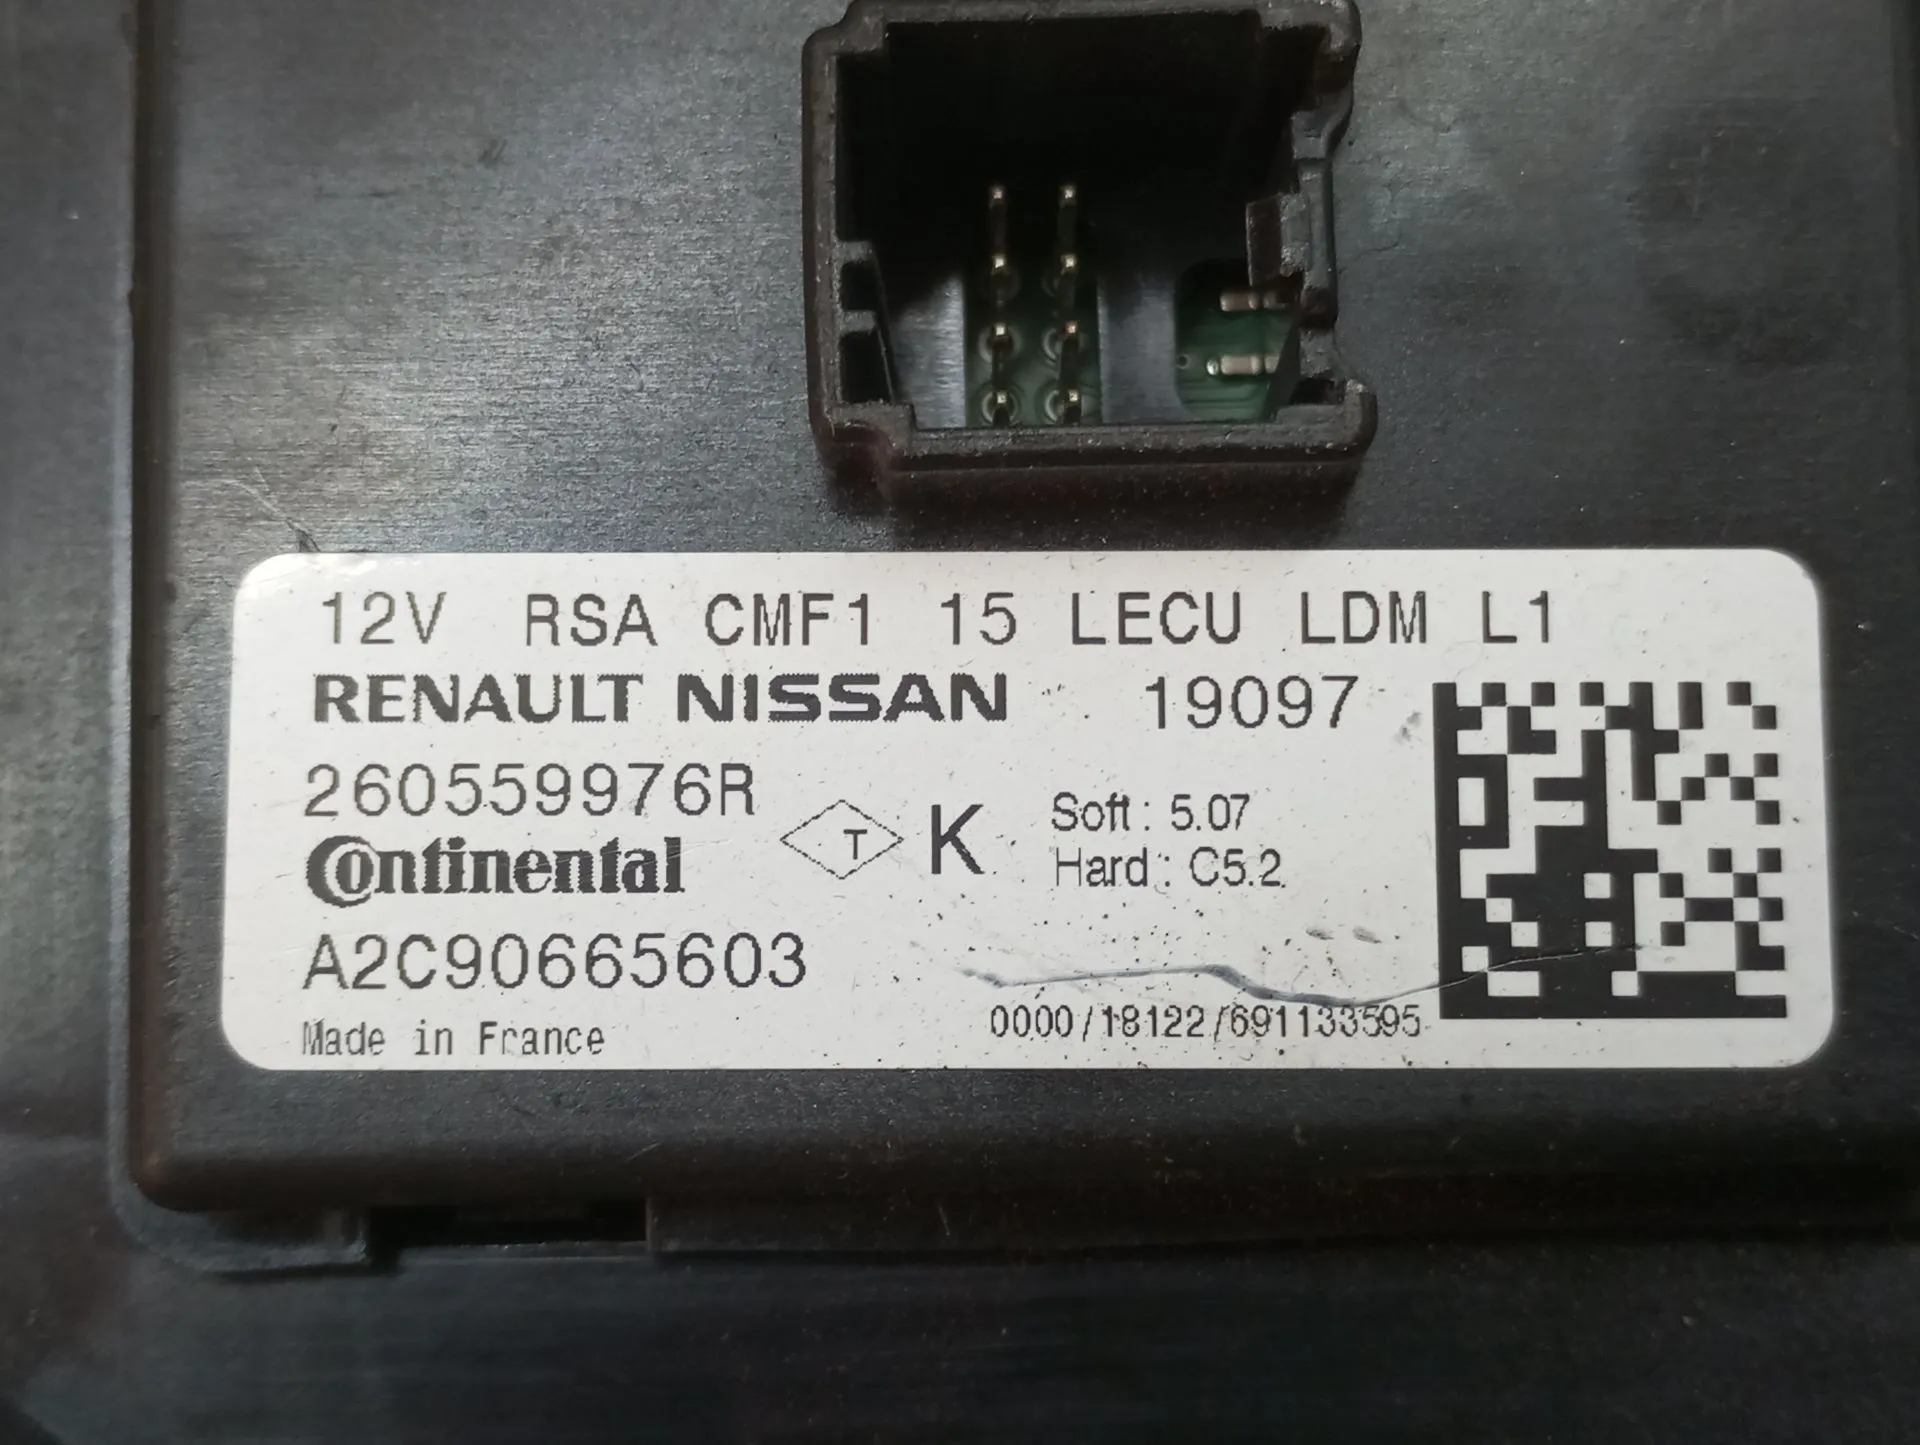 12V RSA CMF1 15 LECU LDM L1
RENAULT NISSAN 19097
260559976R
T K Soft: 5.07
Continental Hard: C5.2
A2C90665603
Made in France 0000/18122/691133595